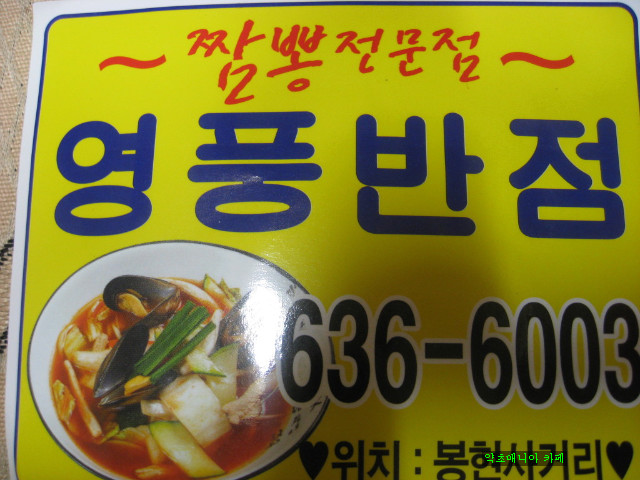 ~짬뽕전문점~
영풍반점
636-6003
♥위치 : 봉현사거리♥
약초매니아 카페